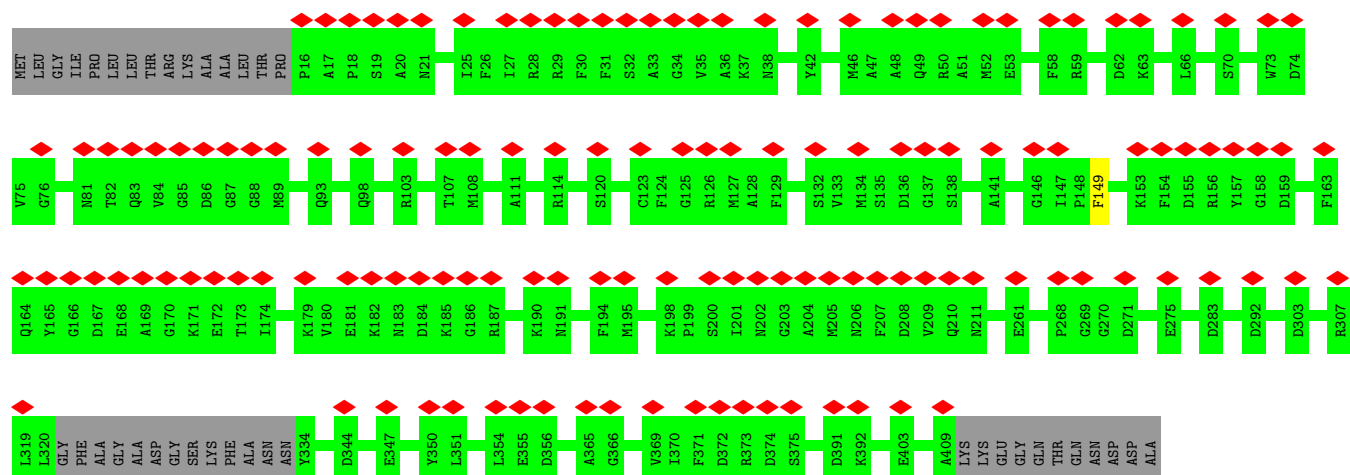 MET LEU GLY ILE PRO LEU LEU THR ARG LYS ALA ALA LEU THR PRO P16 A17 P18 S19 A20 N21 I25 F26 I27 R28 R29 F30 F31 S32 A33 G34 V35 A36 K37 N38 Y42 M46 A47 A48 Q49 R50 A51 M52 E53 F58 R59 D62 K63 L66 S70 W73 D74
V75 G76 N81 T82 Q83 V84 G85 D86 G87 G88 M89 Q93 Q98 R103 T107 M108 A111 R114 S120 C123 F124 G125 R126 M127 A128 F129 S132 V133 M134 S135 D136 G137 S138 A141 G146 I147 P148 F149 K153 F154 D155 R156 Y157 G158 D159 F163
Q164 Y165 G166 D167 E168 A169 G170 K171 E172 T173 I174 K179 V180 E181 K182 N183 D184 K185 G186 R187 K190 N191 F194 M195 K198 P199 S200 I201 N202 G203 A204 M205 N206 F207 D208 V209 Q210 N211 E261 P268 G269 G270 D271 E275 D283 D292 D303 R307
L319 L320 GLY PHE ALA GLY ALA ASP GLY SER LYS PHE ALA ASN ASN Y334 D344 E347 Y350 L351 L354 E355 D356 A365 G366 V369 I370 F371 D372 R373 D374 S375 D391 K392 E403 A409 LYS LYS GLU GLY GLN THR GLN ASN ASP ASP ALA